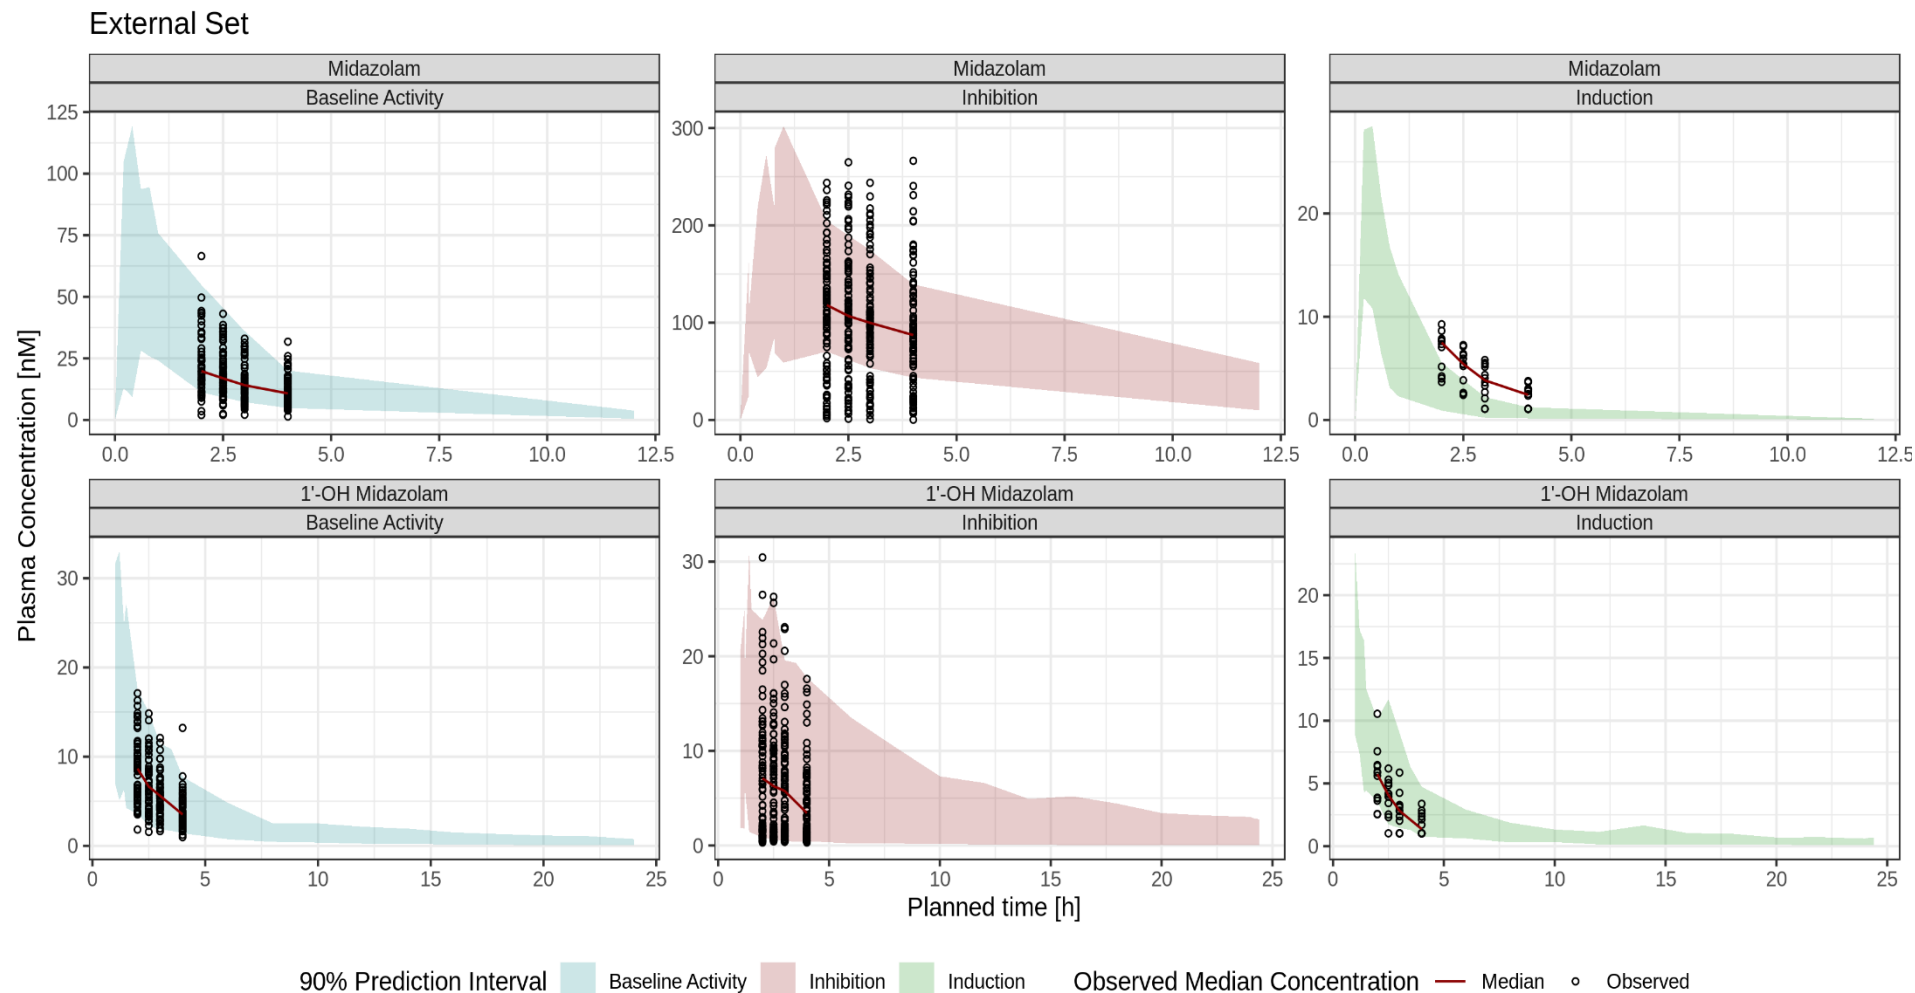 External Set
Midazolam
Baseline Activity
Midazolam
Inhibition
Midazolam
Induction
125
100
75
50
25
0
300
200
100
0
20
10
0
0.0 2.5 5.0 7.5 10.0 12.5
0.0 2.5 5.0 7.5 10.0 12.5
0.0 2.5 5.0 7.5 10.0 12.5
Plasma Concentration [nM]
1'-OH Midazolam
Baseline Activity
1'-OH Midazolam
Inhibition
1'-OH Midazolam
Induction
30
20
10
0
30
20
10
0
20
15
10
5
0
0 5 10 15 20 25
0 5 10 15 20 25
0 5 10 15 20 25
Planned time [h]
90% Prediction Interval Baseline Activity Inhibition Induction Observed Median Concentration Median Observed